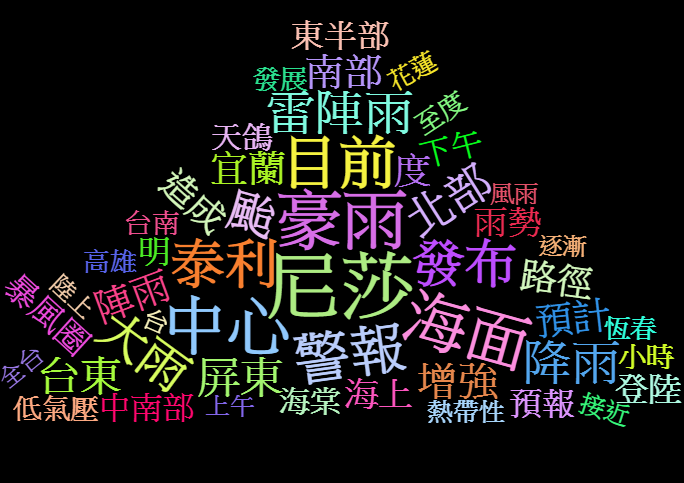 東半部
發展
南部
花蓮
雷陣雨
至度
天鴿
下午
宜蘭
目前
度
造成
颱
豪雨
北部
風雨
台南
雨勢
高雄
明
泰利
尼莎
發布
逐漸
暴風圈
陸上
陣雨
台
中心
警報
海面
路徑
預計
恆春
全台
台東
大雨
屏東
增強
降雨
小時
登陸
低氣壓
中南部
上午
海棠
海上
熱帶性
預報
接近